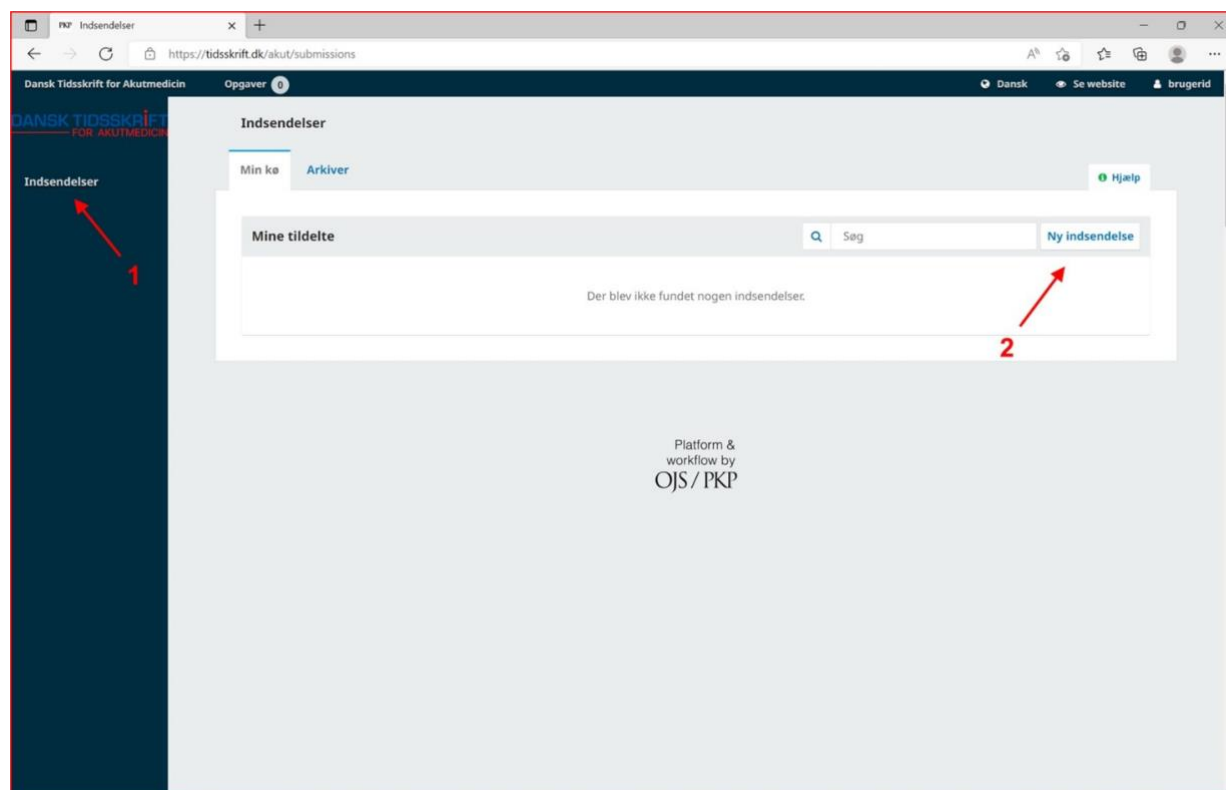 PKP Indsendelser
https://tidsskrift.dk/akut/submissions
Dansk Tidsskrift for Akutmedicin Opgaver 0 Dansk Se website brugerid
DANSK TIDSSKRIFT
FOR AKUTMEDICIN
Indsendelser
Min kø Arkiver
Hjælp
Indsendelser
Mine tildelte Søg Ny indsendelse
1
Der blev ikke fundet nogen indsendelser.
2
Platform &
workflow by
OJS / PKP